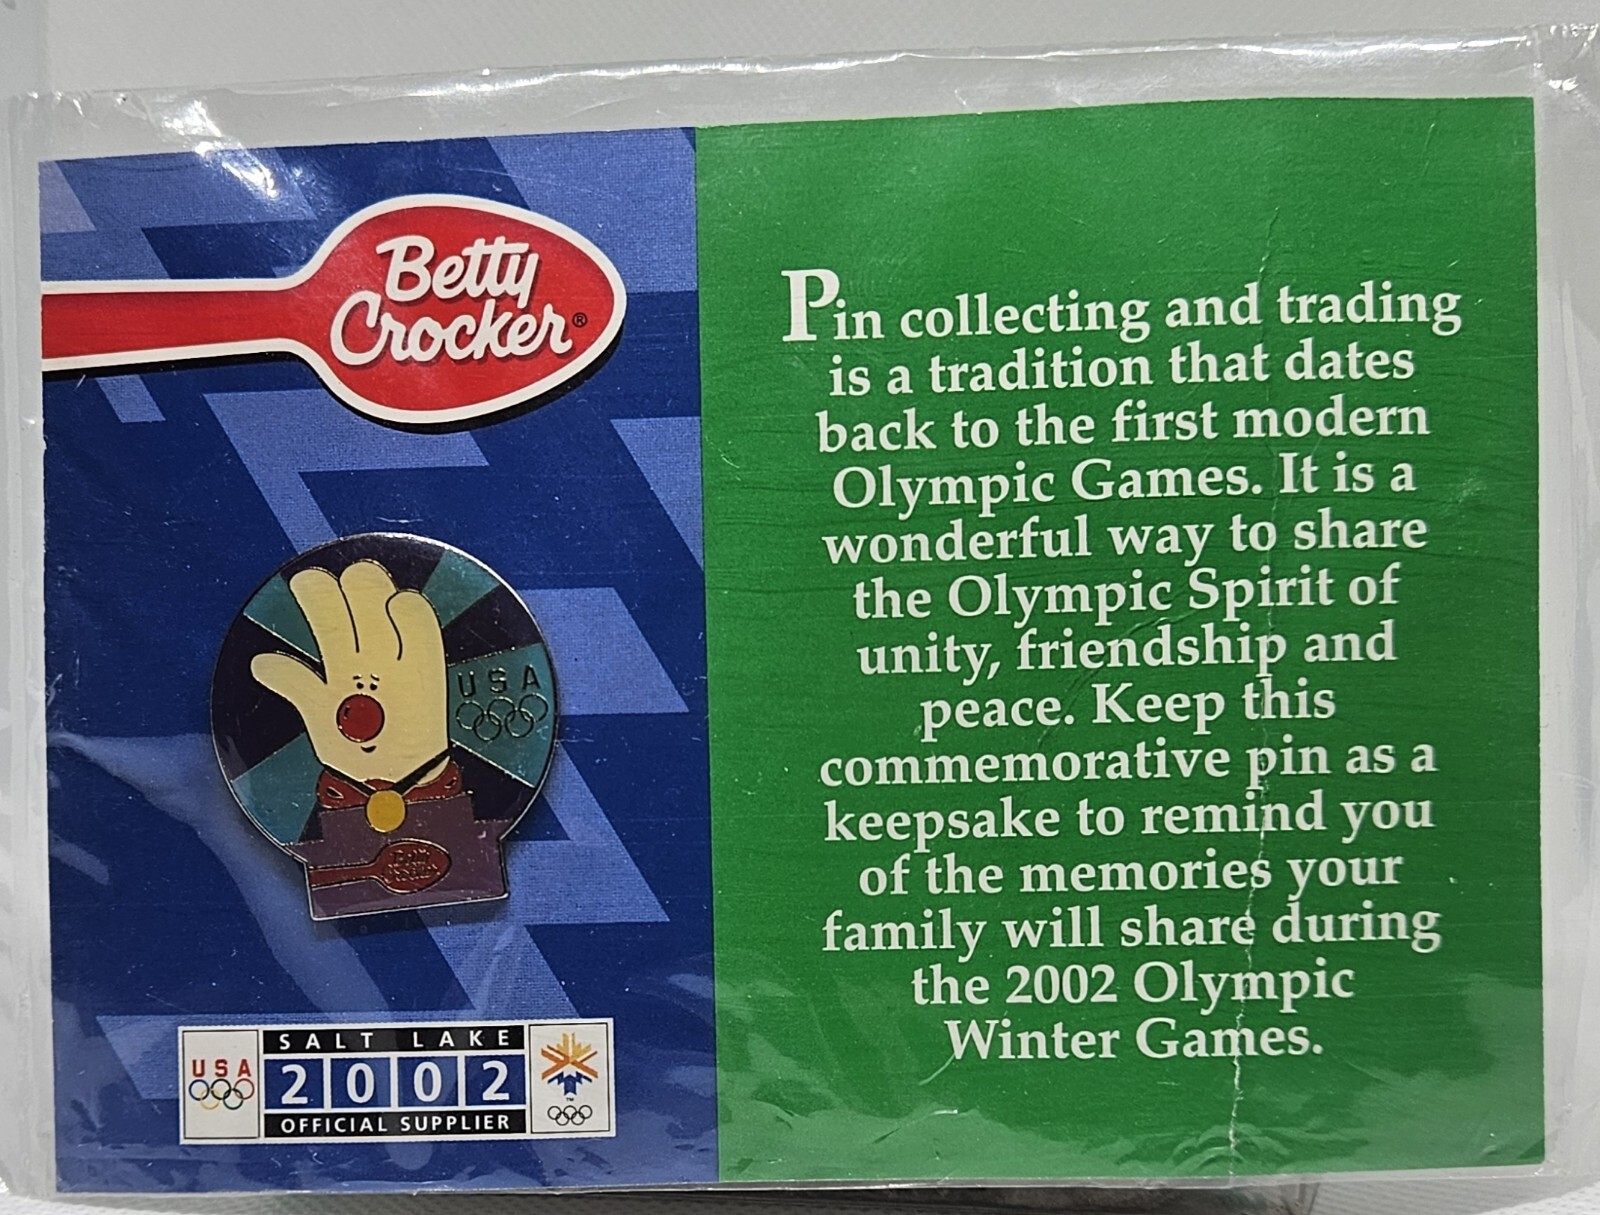 Betty
Crocker®
USA
Betty
Crocker
USA
SALT LAKE
2002
OFFICIAL SUPPLIER
TM
Pin collecting and trading
is a tradition that dates
back to the first modern
Olympic Games. It is a
wonderful way to share
the Olympic Spirit of
unity, friendship and
peace. Keep this
commemorative pin as a
keepsake to remind you
of the memories your
family will share during
the 2002 Olympic
Winter Games.